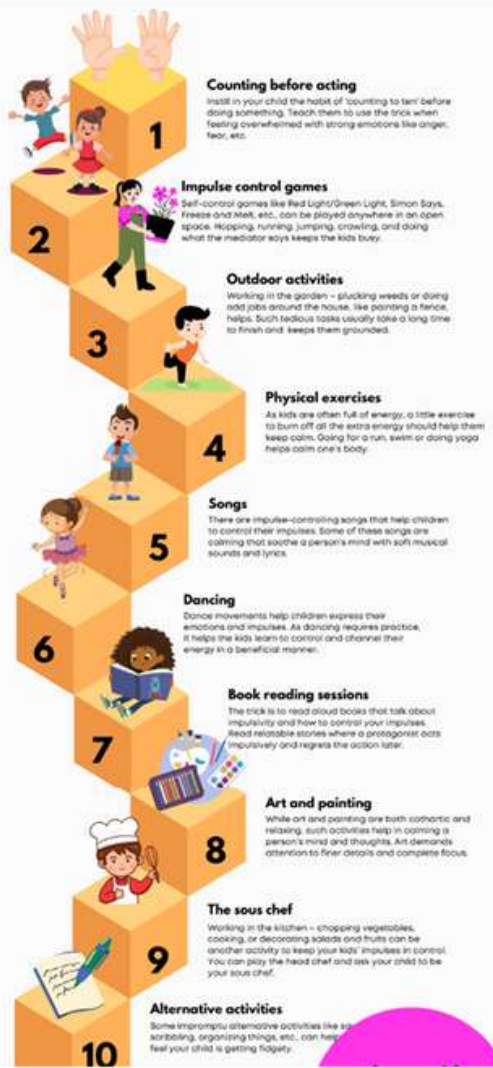 1
Counting before acting
Instill in your child the habit of 'counting to ten' before
doing something. Teach them to use the trick when
feeling overwhelmed with strong emotions like anger,
fear, etc.
2
Impulse control games
Self-control games like Red Light/Green Light, Simon Says,
Freeze and Melt, etc., can be played anywhere in an open
space. Hopping, running, jumping, crawling, and doing
what the mediator says keeps the kids busy.
3
Outdoor activities
Working in the garden – plucking weeds or doing
odd jobs around the house, like painting a fence,
helps. Such tedious tasks usually take a long time
to finish and keeps them grounded.
4
Physical exercises
As kids are often full of energy, a little exercise
to burn off all the extra energy should help them
keep calm. Going for a run, swim or doing yoga
helps calm one's body.
5
Songs
There are impulse-controlling songs that help children
to control their impulses. Some of these songs are
calming that soothe a person's mind with soft musical
sounds and lyrics.
6
Dancing
Dance movements help children express their
emotions and impulses. As dancing requires practice,
it helps the kids learn to control and channel their
energy in a beneficial manner.
7
Book reading sessions
The trick is to read aloud books that talk about
impulsivity and how to control your impulses.
Read relatable stories where a protagonist acts
impulsively and regrets the action later.
8
Art and painting
While art and painting are both cathartic and
relaxing, such activities help in calming a
person's mind and thoughts. Art demands
attention to finer details and complete focus.
9
The sous chef
Working in the kitchen – chopping vegetables,
cooking, or decorating salads and fruits can be
another activity to keep your kids' impulses in control.
You can play the head chef and ask your child to be
your sous chef.
10
Alternative activities
Some impromptu alternative activities like
scribbling, organizing things, etc., can help
feel your child is getting fidgety.